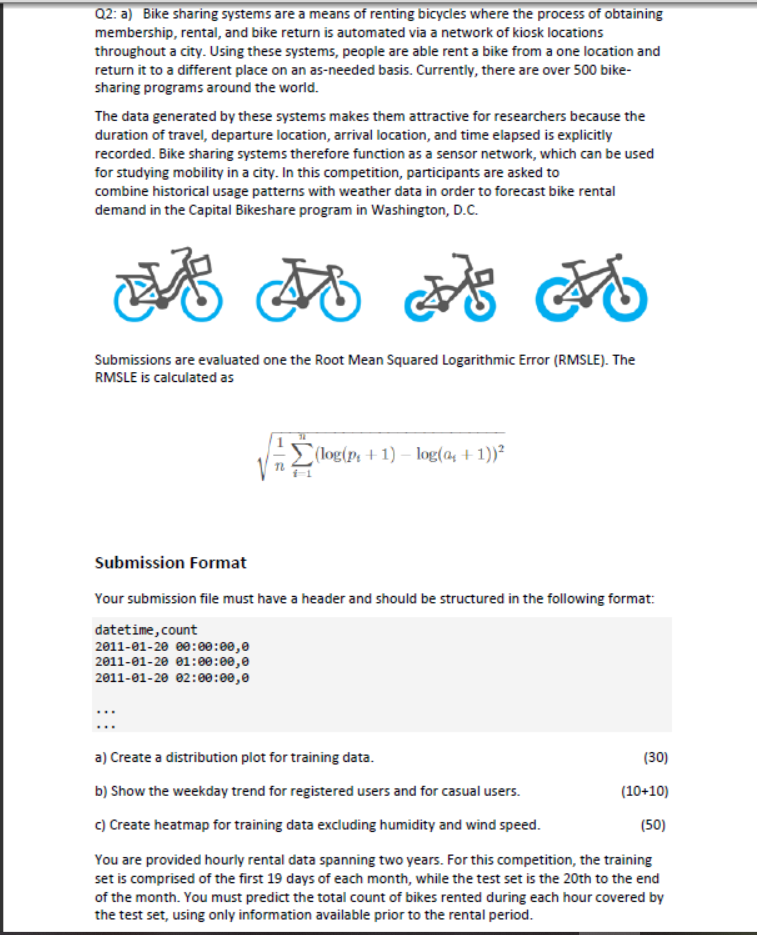 Q2: a) Bike sharing systems are a means of renting bicycles where the process of obtaining
membership, rental, and bike return is automated via a network of kiosk locations
throughout a city. Using these systems, people are able rent a bike from a one location and
return it to a different place on an as-needed basis. Currently, there are over 500 bike-
sharing programs around the world.
The data generated by these systems makes them attractive for researchers because the
duration of travel, departure location, arrival location, and time elapsed is explicitly
recorded. Bike sharing systems therefore function as a sensor network, which can be used
for studying mobility in a city. In this competition, participants are asked to
combine historical usage patterns with weather data in order to forecast bike rental
demand in the Capital Bikeshare program in Washington, D.C.
Submissions are evaluated one the Root Mean Squared Logarithmic Error (RMSLE). The
RMSLE is calculated as
√(1/n ∑ᵢ₌₁ⁿ (log(pᵢ + 1) − log(aᵢ + 1))²)
Submission Format
Your submission file must have a header and should be structured in the following format:
datetime,count
2011-01-20 00:00:00,0
2011-01-20 01:00:00,0
2011-01-20 02:00:00,0
...
...
a) Create a distribution plot for training data. (30)
b) Show the weekday trend for registered users and for casual users. (10+10)
c) Create heatmap for training data excluding humidity and wind speed. (50)
You are provided hourly rental data spanning two years. For this competition, the training
set is comprised of the first 19 days of each month, while the test set is the 20th to the end
of the month. You must predict the total count of bikes rented during each hour covered by
the test set, using only information available prior to the rental period.